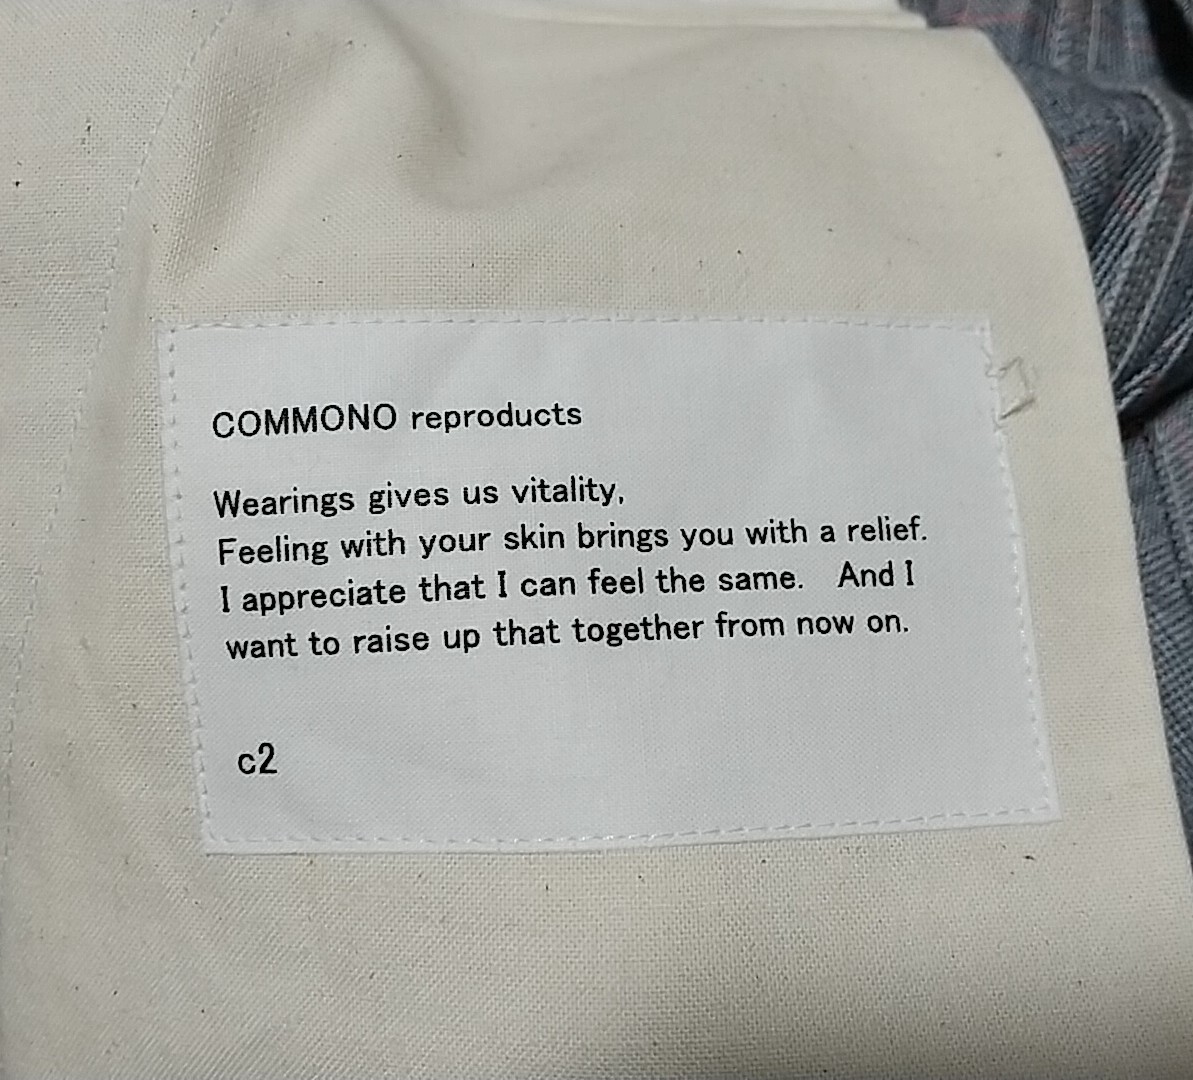 COMMONO reproducts
Wearings gives us vitality,
Feeling with your skin brings you with a relief.
I appreciate that I can feel the same. And I
want to raise up that together from now on.
c2